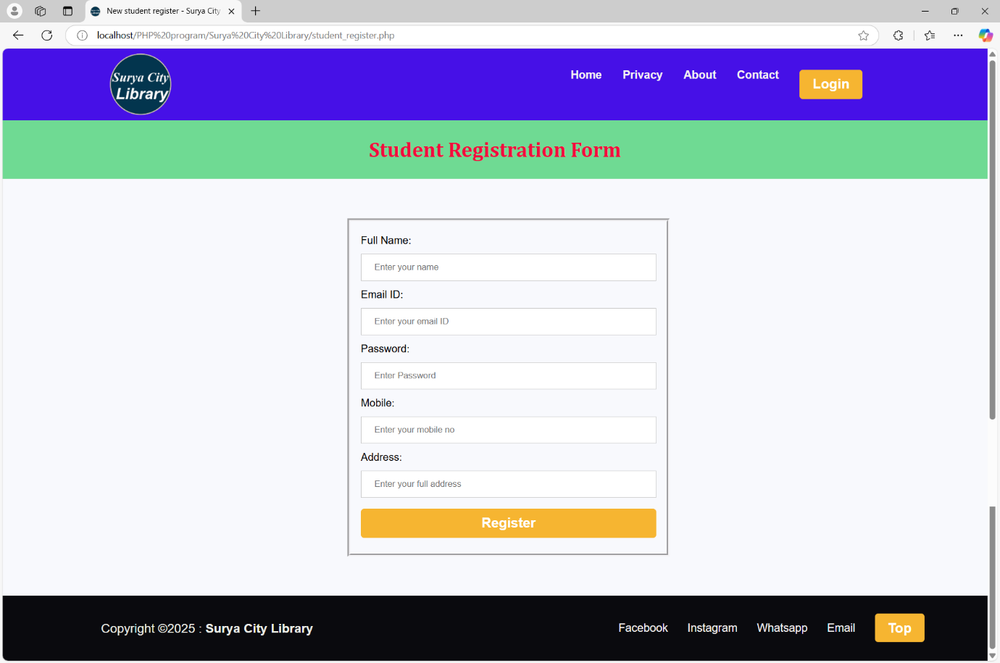 New student register - Surya City
localhost/PHP%20program/Surya%20City%20Library/student_register.php
Surya City
Library
Home Privacy About Contact Login
Student Registration Form
Full Name:
Enter your name
Email ID:
Enter your email ID
Password:
Enter Password
Mobile:
Enter your mobile no
Address:
Enter your full address
Register
Copyright ©2025 : Surya City Library
Facebook Instagram Whatsapp Email Top